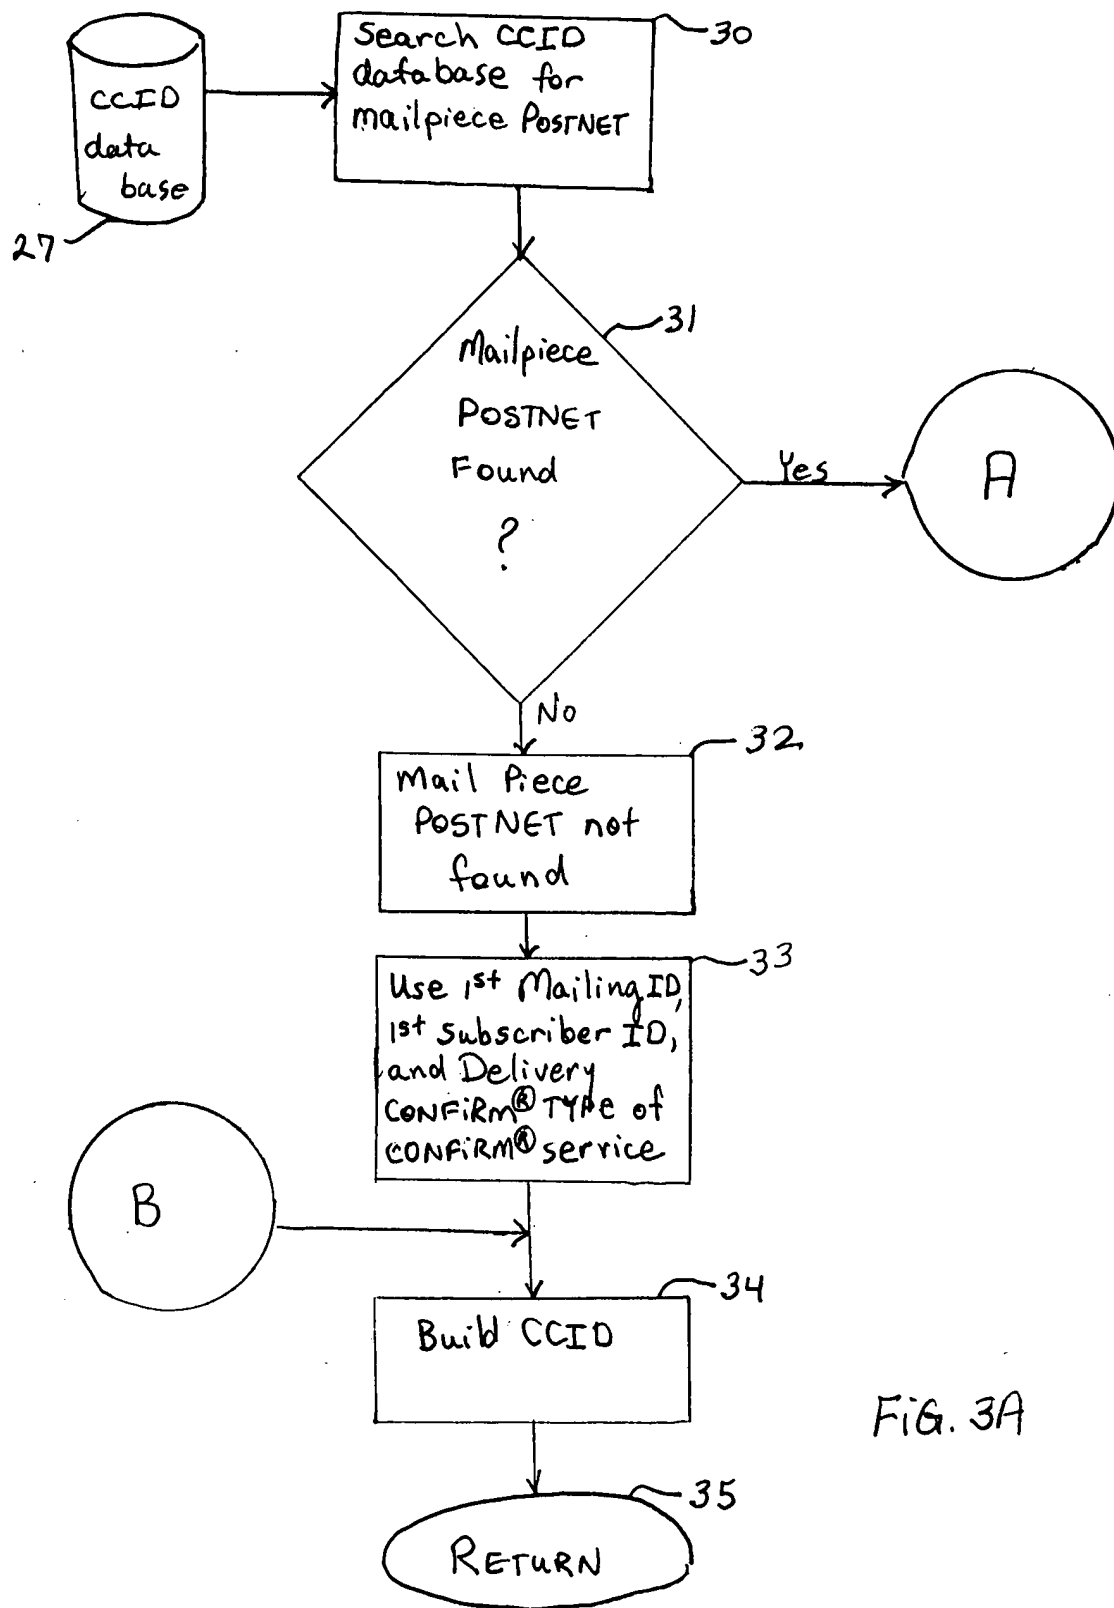 Search CCID
database for
mailpiece POSTNET
30
CCID
data
base
27
31
Mailpiece
POSTNET
Found
?
Yes
A
No
32
Mail Piece
POSTNET not
found
33
Use 1st Mailing ID,
1st Subscriber ID,
and Delivery
CONFiRM® TYPe of
CONFiRM® service
B
34
Build CCID
FiG. 3A
35
RETURN